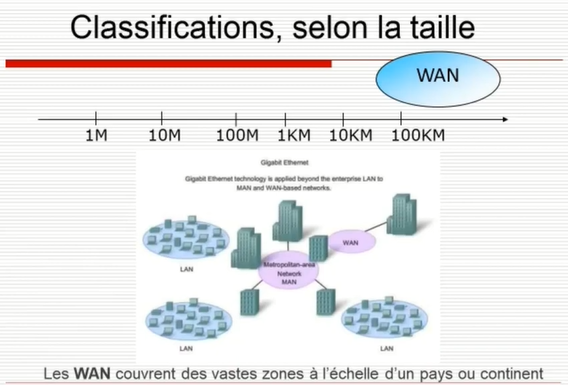 Classifications, selon la taille
WAN
1M 10M 100M 1KM 10KM 100KM
Gigabit Ethernet
Gigabit Ethernet technology is applied beyond the enterprise LAN to
MAN and WAN-based networks.
WAN
LAN
Metropolitan-area
Network
MAN
LAN
LAN
Les WAN couvrent des vastes zones à l'échelle d'un pays ou continent